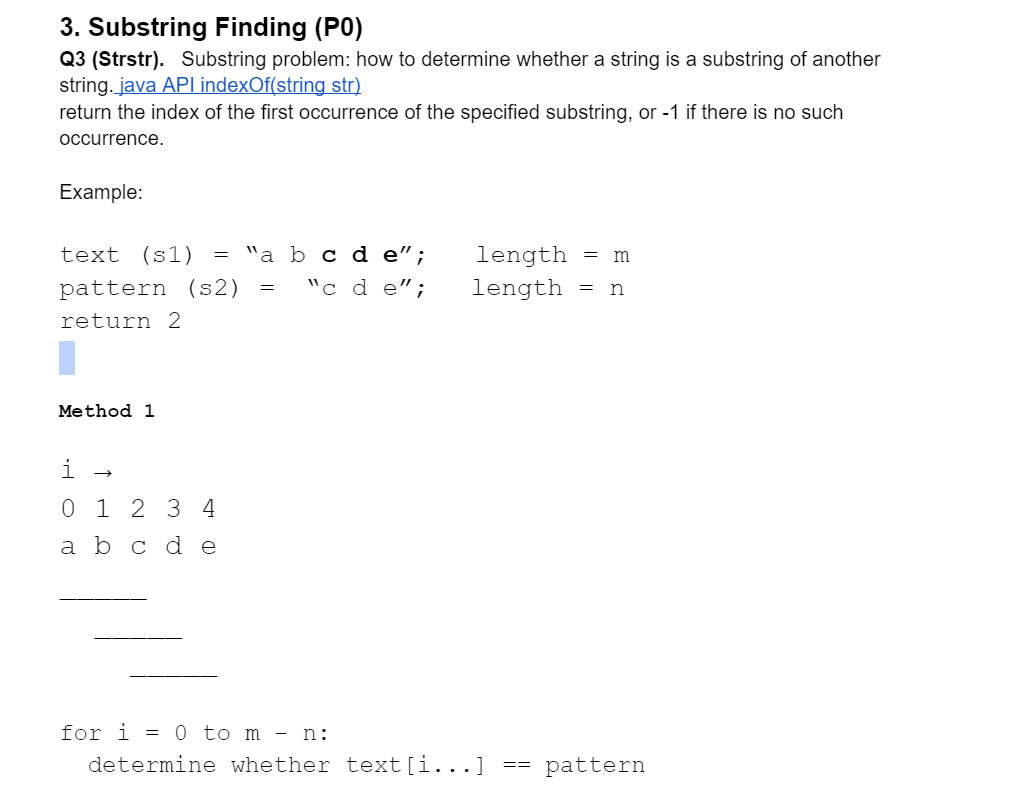 3. Substring Finding (P0)
Q3 (Strstr). Substring problem: how to determine whether a string is a substring of another
string. java API indexOf(string str)
return the index of the first occurrence of the specified substring, or -1 if there is no such
occurrence.
Example:
text (s1) = “a b c d e”; length = m
pattern (s2) = “c d e”; length = n
return 2
Method 1
i →
0 1 2 3 4
a b c d e
_____
_____
_____
for i = 0 to m - n:
determine whether text[i...] == pattern